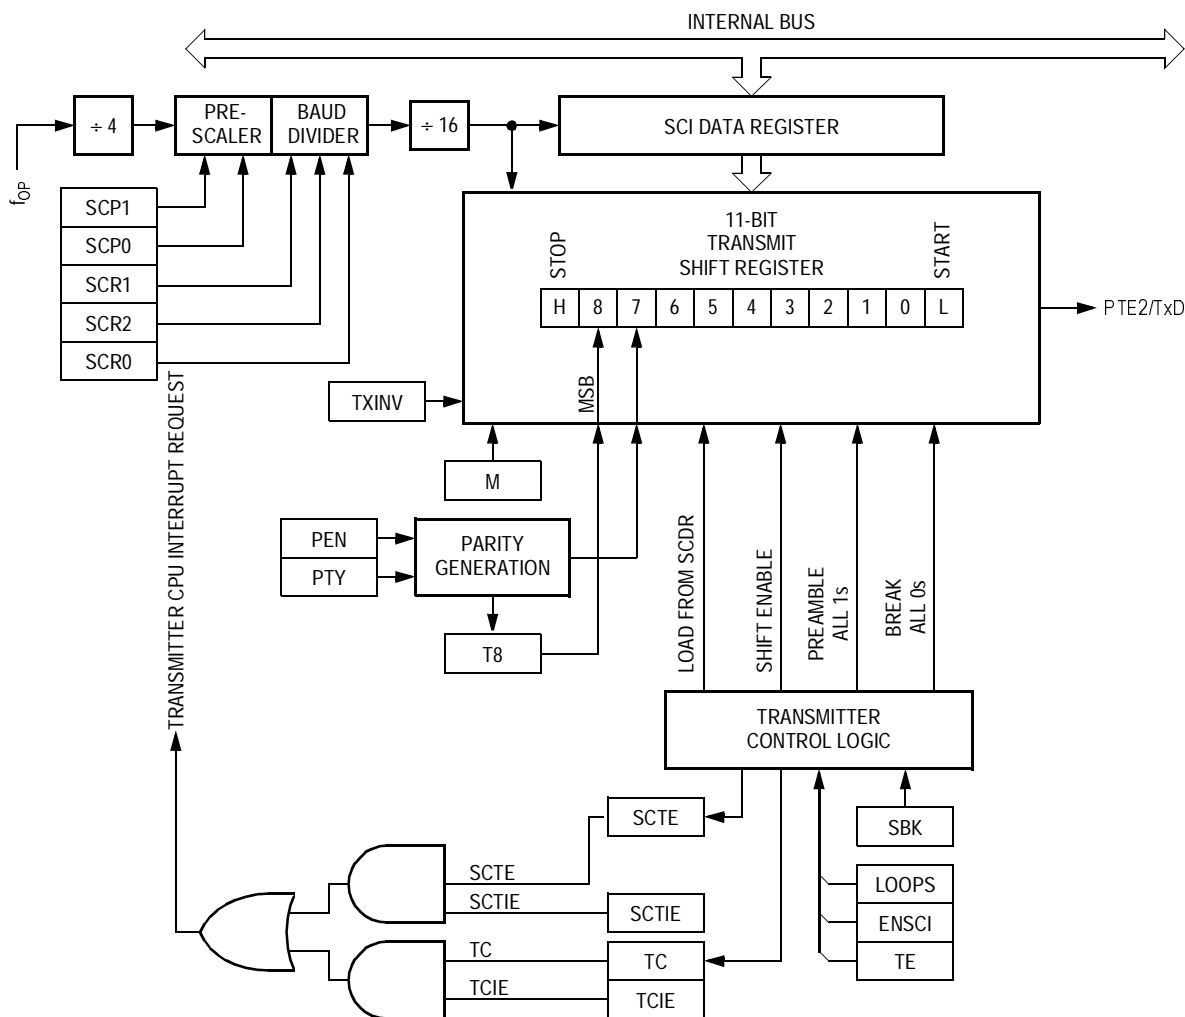 INTERNAL BUS
÷ 4
PRE-
SCALER
BAUD
DIVIDER
÷ 16
SCI DATA REGISTER
fOP
SCP1
SCP0
SCR1
SCR2
SCR0
11-BIT
TRANSMIT
SHIFT REGISTER
STOP
START
H 8 7 6 5 4 3 2 1 0 L
PTE2/TxD
TXINV
MSB
M
TRANSMITTER CPU INTERRUPT REQUEST
PEN
PTY
PARITY
GENERATION
T8
LOAD FROM SCDR
SHIFT ENABLE
PREAMBLE
ALL 1s
BREAK
ALL 0s
TRANSMITTER
CONTROL LOGIC
SCTE
SBK
SCTE
SCTIE
SCTIE
LOOPS
ENSCI
TE
TC
TC
TCIE
TCIE